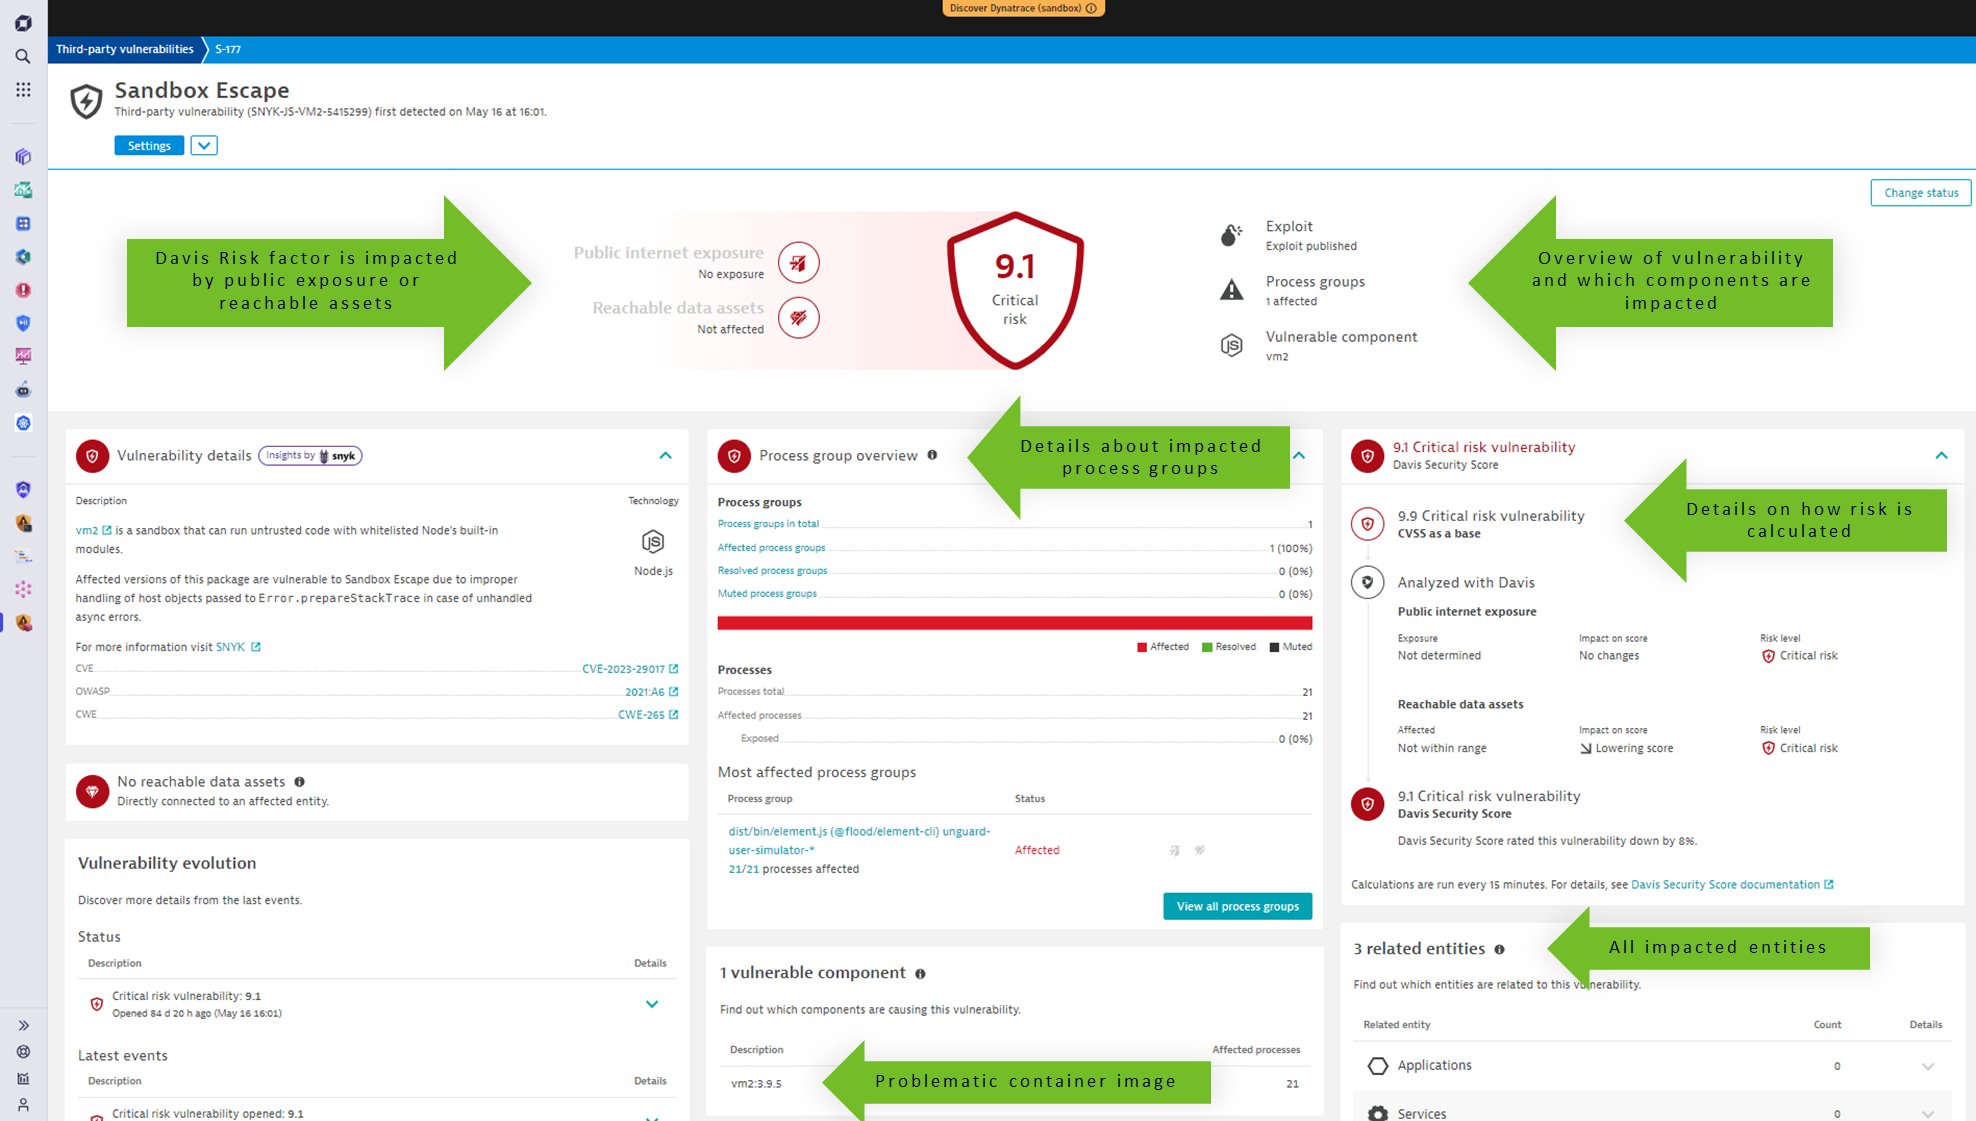 Discover Dynatrace (sandbox)
Third-party vulnerabilities
S-177
Sandbox Escape
Third-party vulnerability (SNYK-JS-VM2-5415299) first detected on May 16 at 16:01.
Settings
Change status
Davis Risk factor is impacted
by public exposure or
reachable assets
Public internet exposure
No exposure
Reachable data assets
Not affected
9.1
Critical
risk
Exploit
Exploit published
Process groups
1 affected
Vulnerable component
vm2
Overview of vulnerability
and which components are
impacted
Vulnerability details
Insights by snyk
Description
Technology
vm2 is a sandbox that can run untrusted code with whitelisted Node's built-in
modules.
Node.js
Affected versions of this package are vulnerable to Sandbox Escape due to improper
handling of host objects passed to Error.prepareStackTrace in case of unhandled
async errors.
For more information visit SNYK
CVE CVE-2023-29017
OWASP 2021:A6
CWE CWE-265
No reachable data assets
Directly connected to an affected entity.
Vulnerability evolution
Discover more details from the last events.
Status
Description Details
Critical risk vulnerability: 9.1
Opened 84 d 20 h ago (May 16 16:01)
Latest events
Description Details
Critical risk vulnerability opened: 9.1
Process group overview
Details about impacted
process groups
Process groups
Process groups in total 1
Affected process groups 1 (100%)
Resolved process groups 0 (0%)
Muted process groups 0 (0%)
Affected Resolved Muted
Processes
Processes total 21
Affected processes 21
Exposed 0 (0%)
Most affected process groups
Process group Status
dist/bin/element.js (@flood/element-cli) unguard-
user-simulator-*
Affected
21/21 processes affected
View all process groups
1 vulnerable component
Find out which components are causing this vulnerability.
Description Affected processes
vm2:3.9.5 21
Problematic container image
9.1 Critical risk vulnerability
Davis Security Score
Details on how risk is
calculated
9.9 Critical risk vulnerability
CVSS as a base
Analyzed with Davis
Public internet exposure
Exposure Impact on score Risk level
Not determined No changes Critical risk
Reachable data assets
Affected Impact on score Risk level
Not within range Lowering score Critical risk
9.1 Critical risk vulnerability
Davis Security Score
Davis Security Score rated this vulnerability down by 8%.
Calculations are run every 15 minutes. For details, see Davis Security Score documentation
3 related entities
All impacted entities
Find out which entities are related to this vulnerability.
Related entity Count Details
Applications 0
Services 0